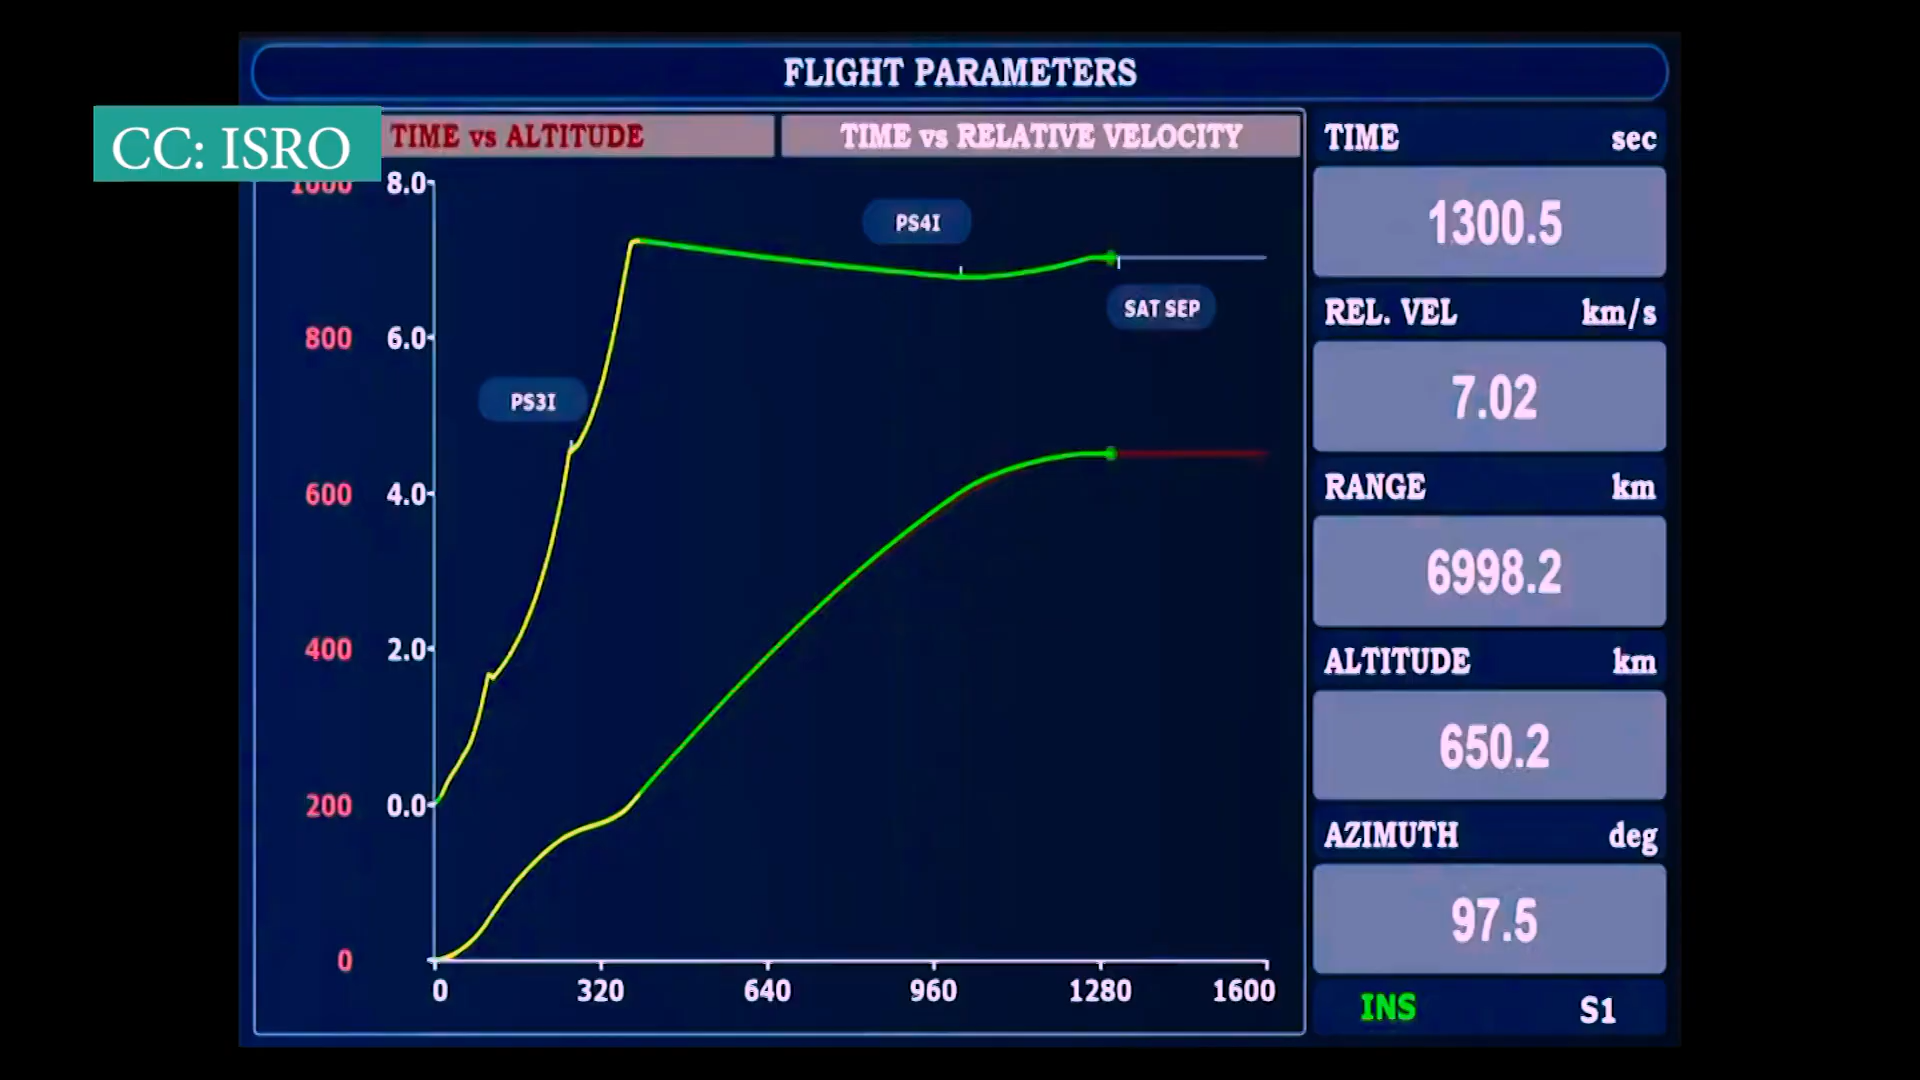 FLIGHT PARAMETERS
CC: ISRO
TIME vs ALTITUDE
TIME vs RELATIVE VELOCITY
1000
800
600
400
200
0
8.0
6.0
4.0
2.0
0.0
PS3I
PS4I
SAT SEP
0 320 640 960 1280 1600
TIME sec
1300.5
REL. VEL km/s
7.02
RANGE km
6998.2
ALTITUDE km
650.2
AZIMUTH deg
97.5
INS S1